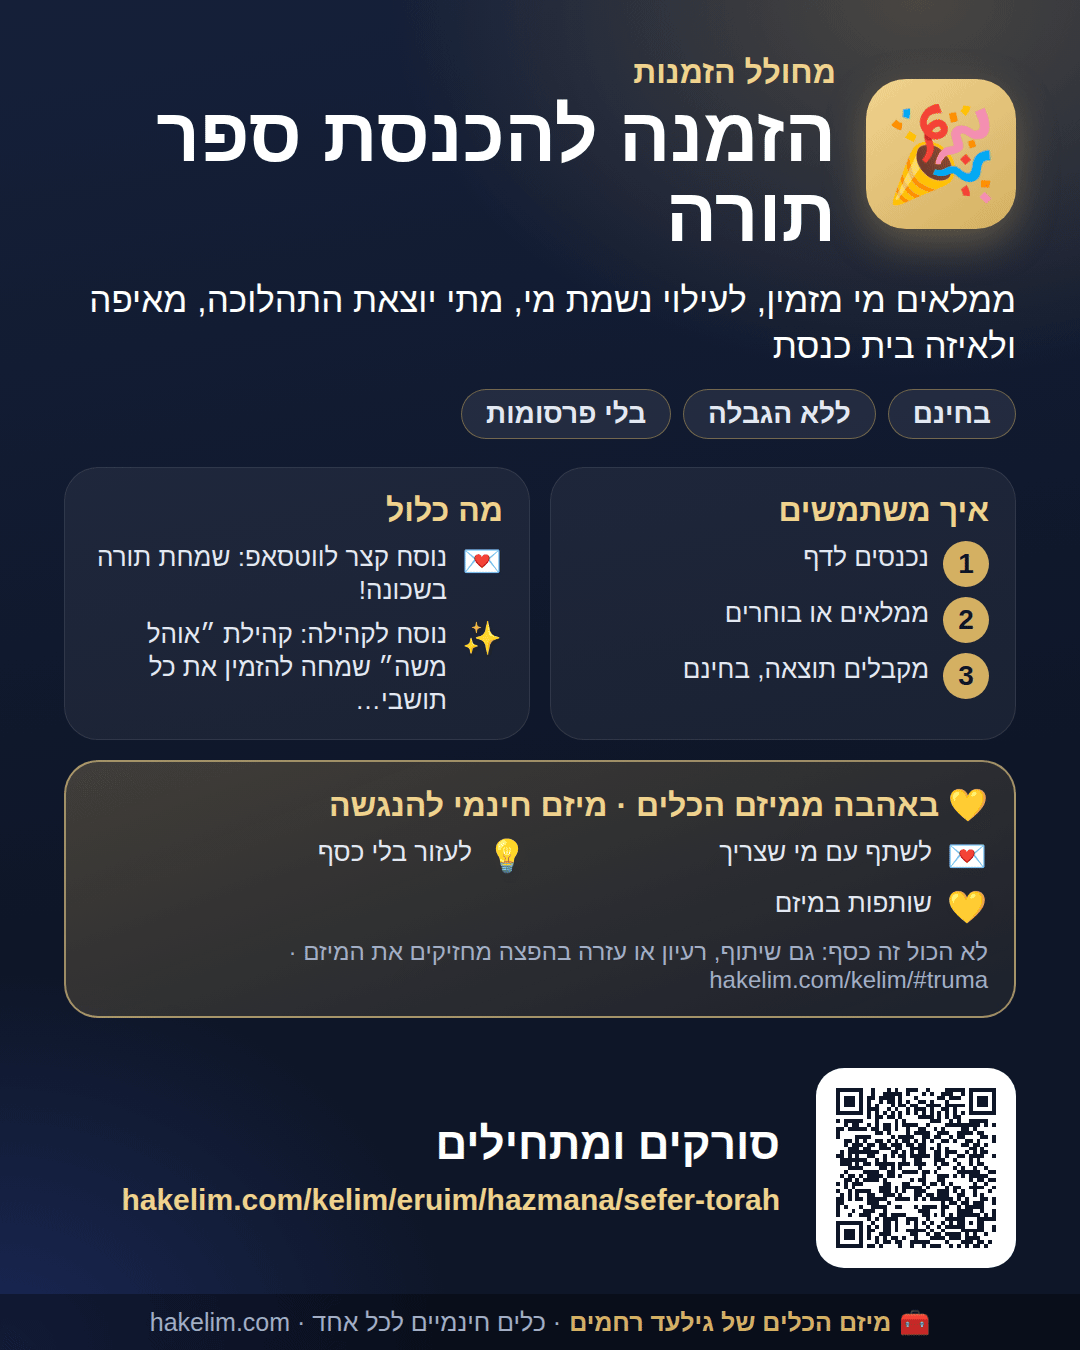 מחולל הזמנות
הזמנה להכנסת ספר
תורה
ממלאים מי מזמין, לעילוי נשמת מי, מתי יוצאת התהלוכה, מאיפה
ולאיזה בית כנסת
בחינם
ללא הגבלה
בלי פרסומות
איך משתמשים
1 נכנסים לדף
2 ממלאים או בוחרים
3 מקבלים תוצאה, בחינם
מה כלול
נוסח קצר לווטסאפ: שמחת תורה
בשכונה!
נוסח לקהילה: קהילת ״אוהל
משה״ שמחה להזמין את כל
תושבי…
באהבה ממיזם הכלים · מיזם חינמי להנגשה
לשתף עם מי שצריך
לעזור בלי כסף
שותפות במיזם
לא הכול זה כסף: גם שיתוף, רעיון או עזרה בהפצה מחזיקים את המיזם ·
hakelim.com/kelim/#truma
סורקים ומתחילים
hakelim.com/kelim/eruim/hazmana/sefer-torah
מיזם הכלים של גילעד רחמים · כלים חינמיים לכל אחד · hakelim.com